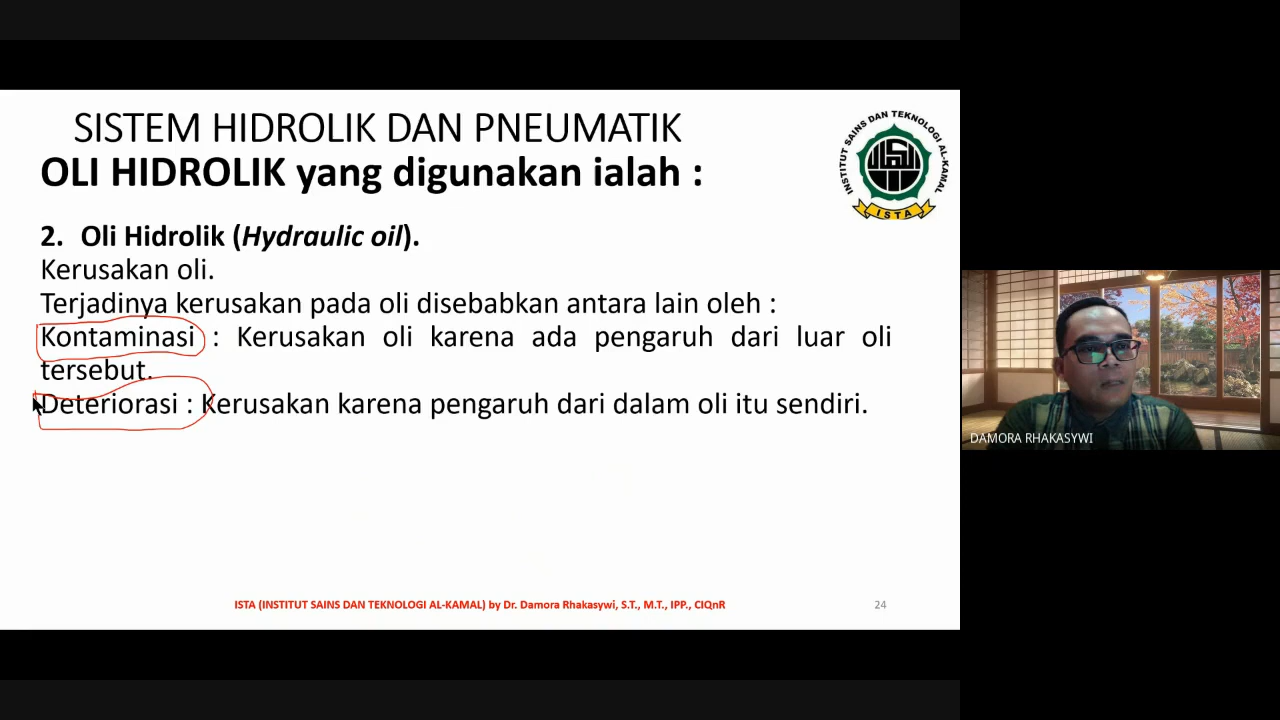 SISTEM HIDROLIK DAN PNEUMATIK
OLI HIDROLIK yang digunakan ialah :
INSTITUT SAINS DAN TEKNOLOGI AL-KAMAL
ISTA
2. Oli Hidrolik (Hydraulic oil).
Kerusakan oli.
Terjadinya kerusakan pada oli disebabkan antara lain oleh :
Kontaminasi : Kerusakan oli karena ada pengaruh dari luar oli
tersebut.
Deteriorasi : Kerusakan karena pengaruh dari dalam oli itu sendiri.
DAMORA RHAKASYWI
ISTA (INSTITUT SAINS DAN TEKNOLOGI AL-KAMAL) by Dr. Damora Rhakasywi, S.T., M.T., IPP., CIQnR
24